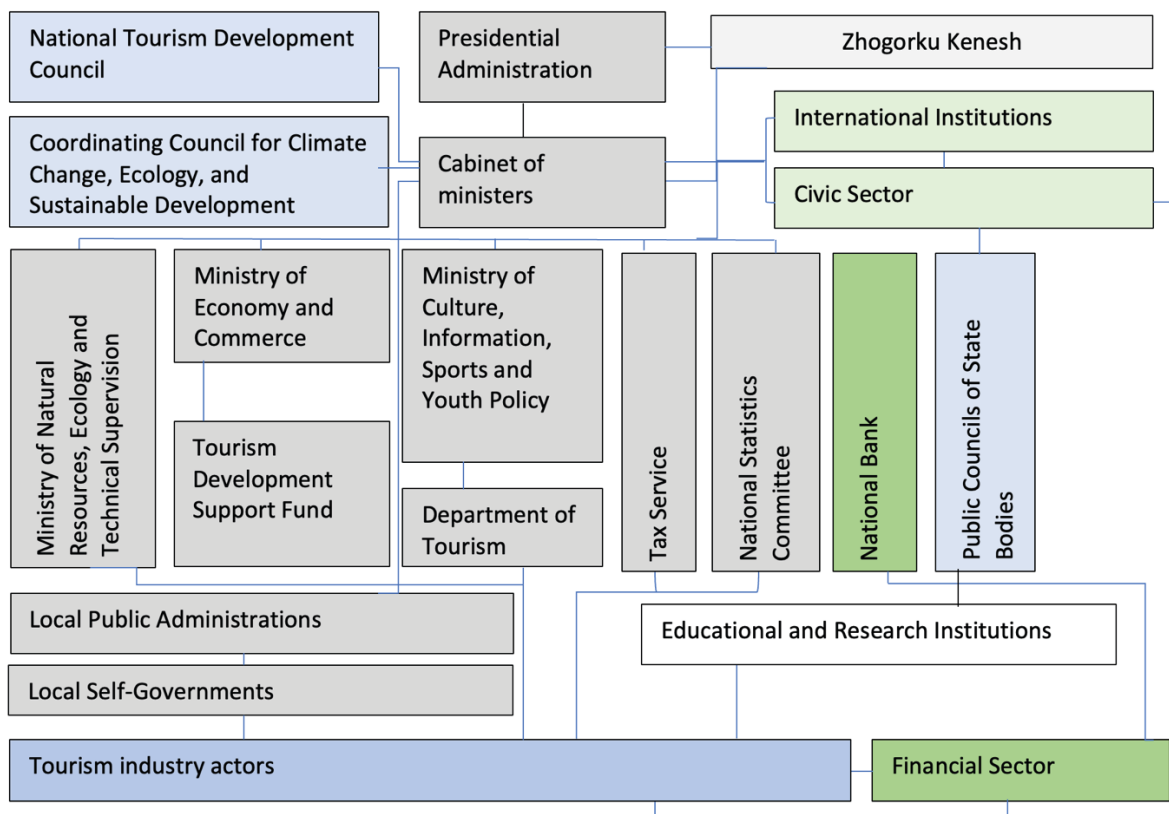 National Tourism Development
Council
Presidential
Administration
Zhogorku Kenesh
International Institutions
Coordinating Council for Climate
Change, Ecology, and
Sustainable Development
Cabinet of
ministers
Civic Sector
Ministry of Natural
Resources, Ecology and
Technical Supervision
Ministry of
Economy and
Commerce
Ministry of
Culture,
Information,
Sports and
Youth Policy
Tax Service
National Statistics
Committee
National Bank
Public Councils of State
Bodies
Tourism
Development
Support Fund
Department of
Tourism
Local Public Administrations
Educational and Research Institutions
Local Self-Governments
Tourism industry actors
Financial Sector